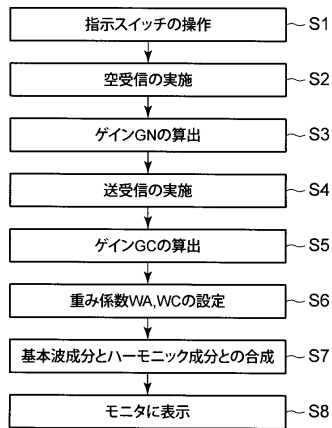 指示スイッチの操作 S1
空受信の実施 S2
ゲインGNの算出 S3
送受信の実施 S4
ゲインGCの算出 S5
重み係数WA,WCの設定 S6
基本波成分とハーモニック成分との合成 S7
モニタに表示 S8